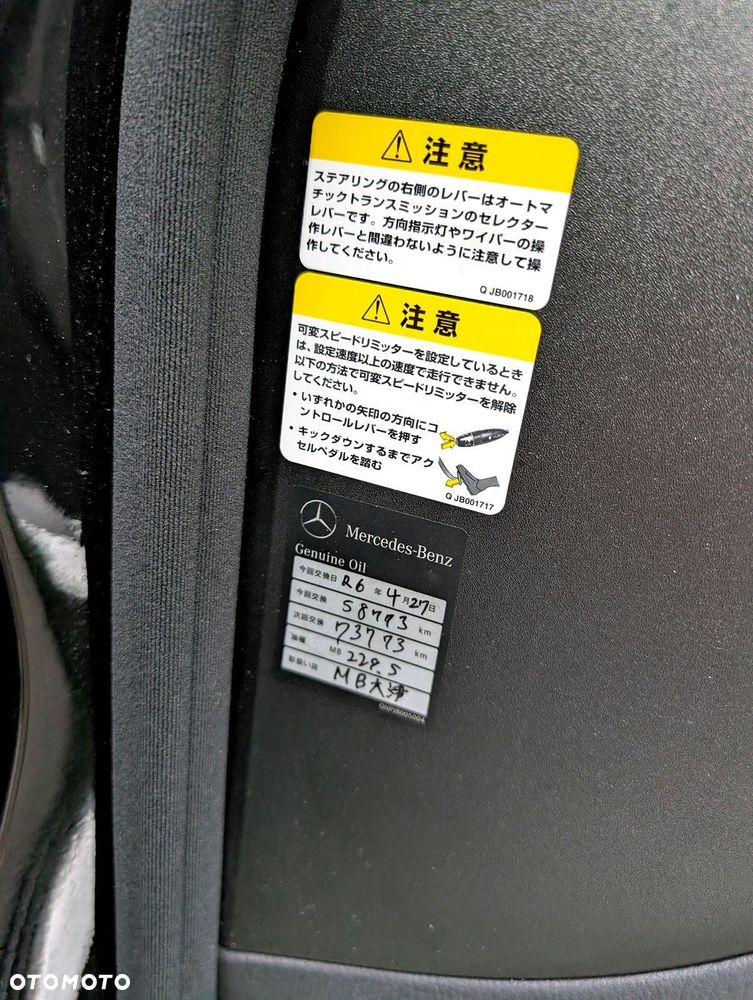 注意
ステアリングの右側のレバーはオートマ
チックトランスミッションのセレクター
レバーです。方向指示灯やワイパーの操
作レバーと間違わないように注意して操
作してください。
Q JB001718
注意
可変スピードリミッターを設定しているとき
は、設定速度以上の速度で走行できません。
以下の方法で可変スピードリミッターを解除
してください。
・いずれかの矢印の方向にコ
ントロールレバーを押す
・キックダウンするまでアク
セルペダルを踏む
Q JB001717
Mercedes-Benz
Genuine Oil
今回交換日 R6 年 4 月 27 日
今回交換 58773 km
次回交換 73773 km
油種 MB 229.5
取扱い店 MB大
OTOMOTO